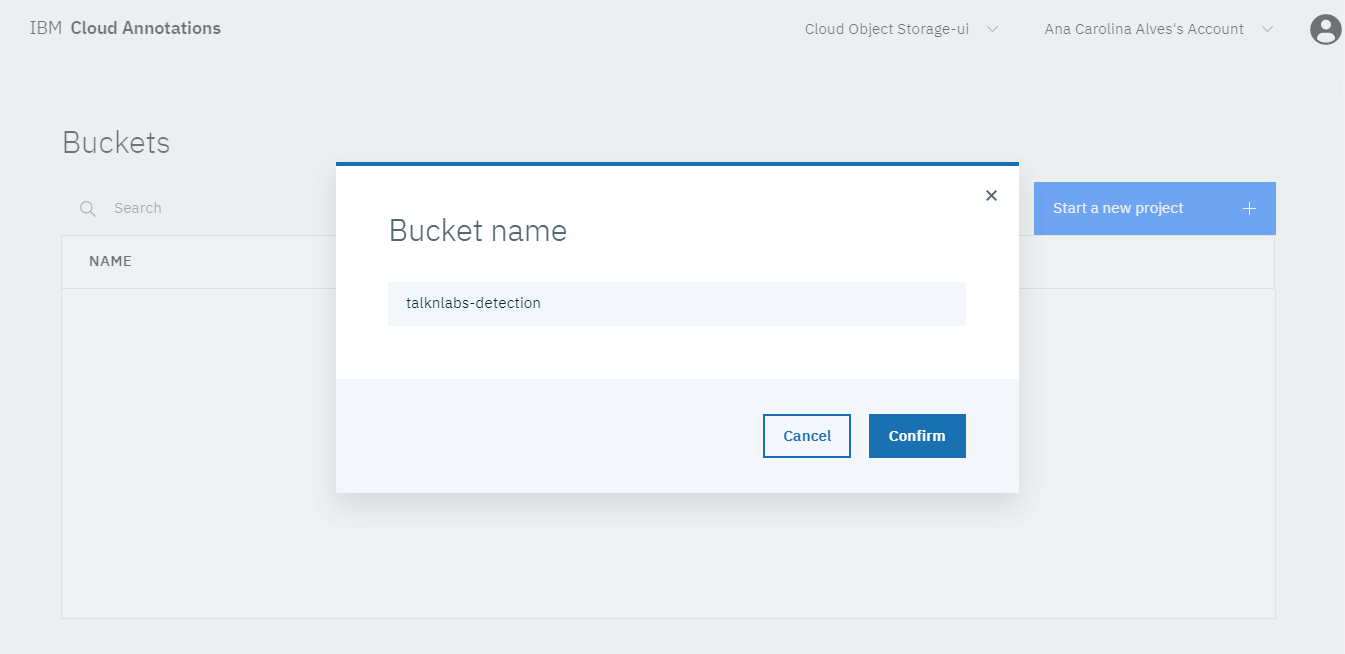 IBM Cloud Annotations
Cloud Object Storage-ui
Ana Carolina Alves's Account
Buckets
Search
Start a new project
NAME
Bucket name
talknlabs-detection
Cancel
Confirm